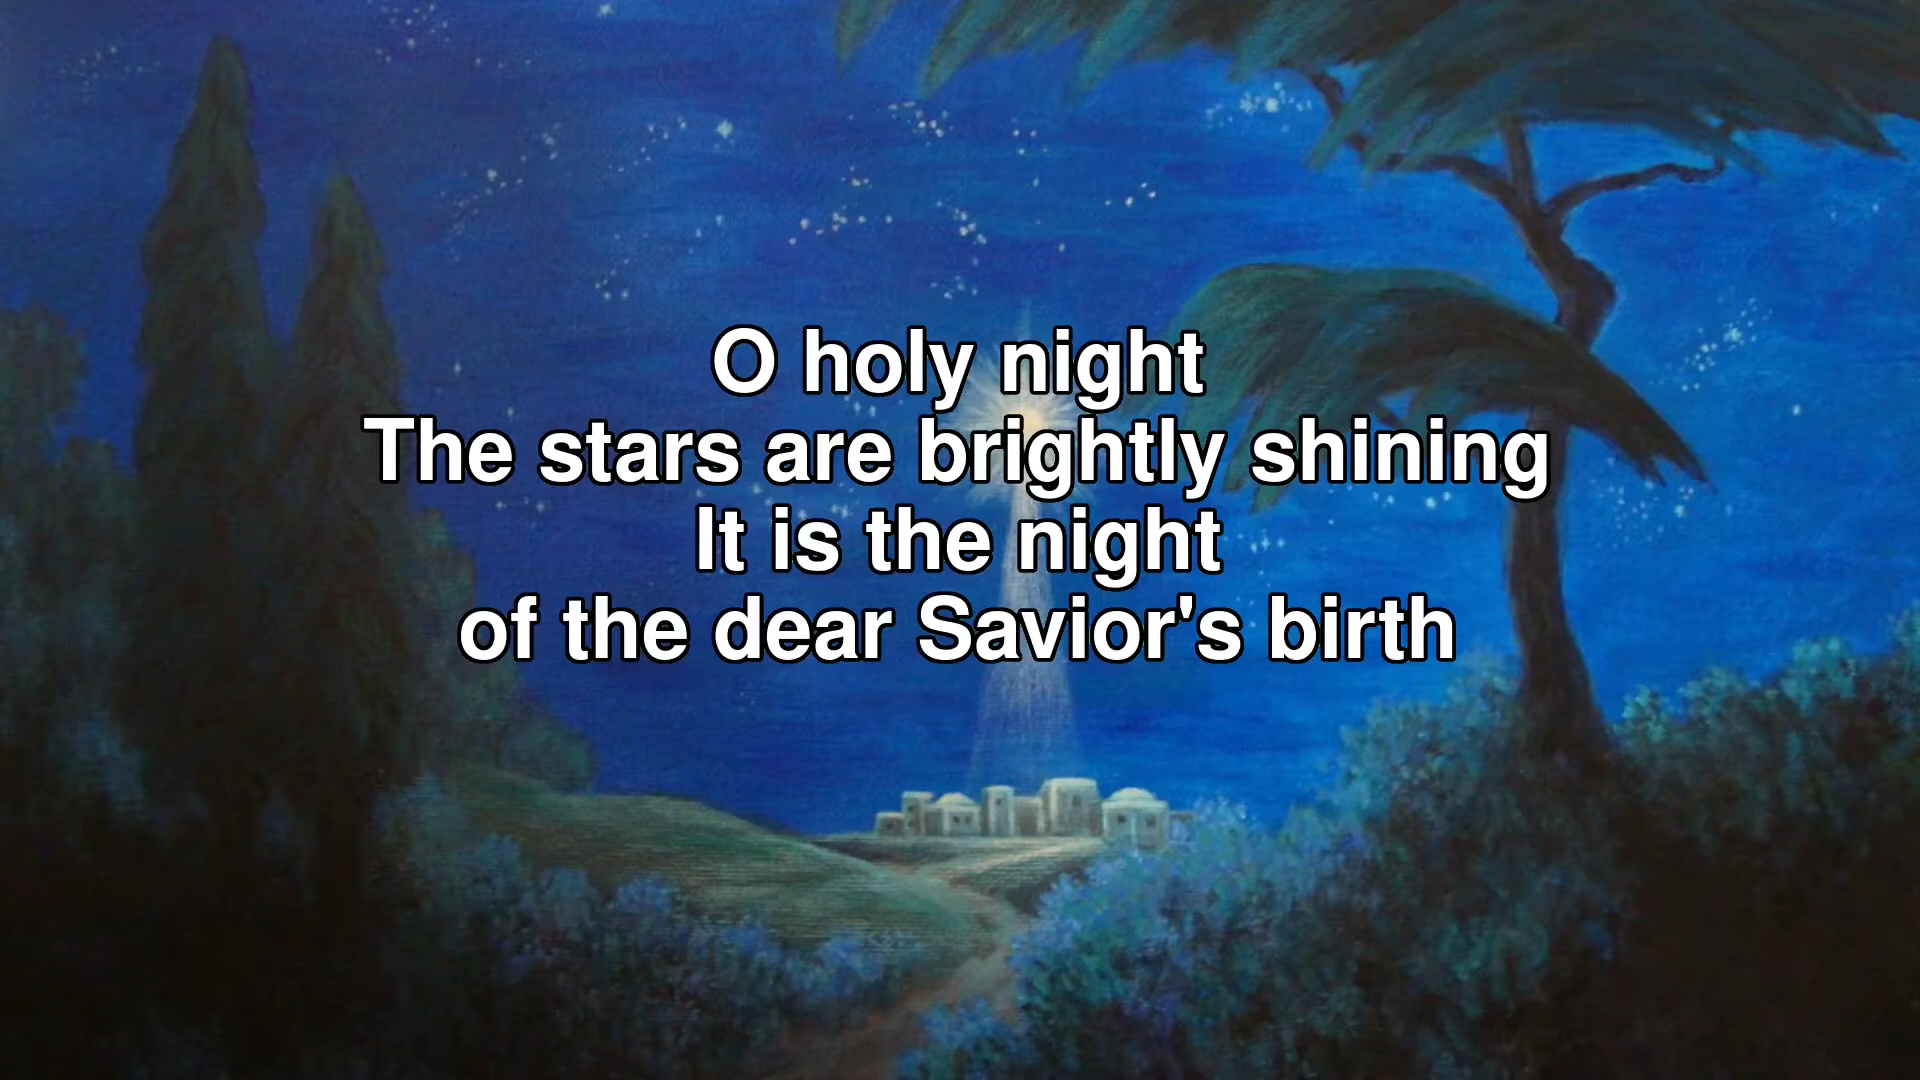 O holy night
The stars are brightly shining
It is the night
of the dear Savior's birth